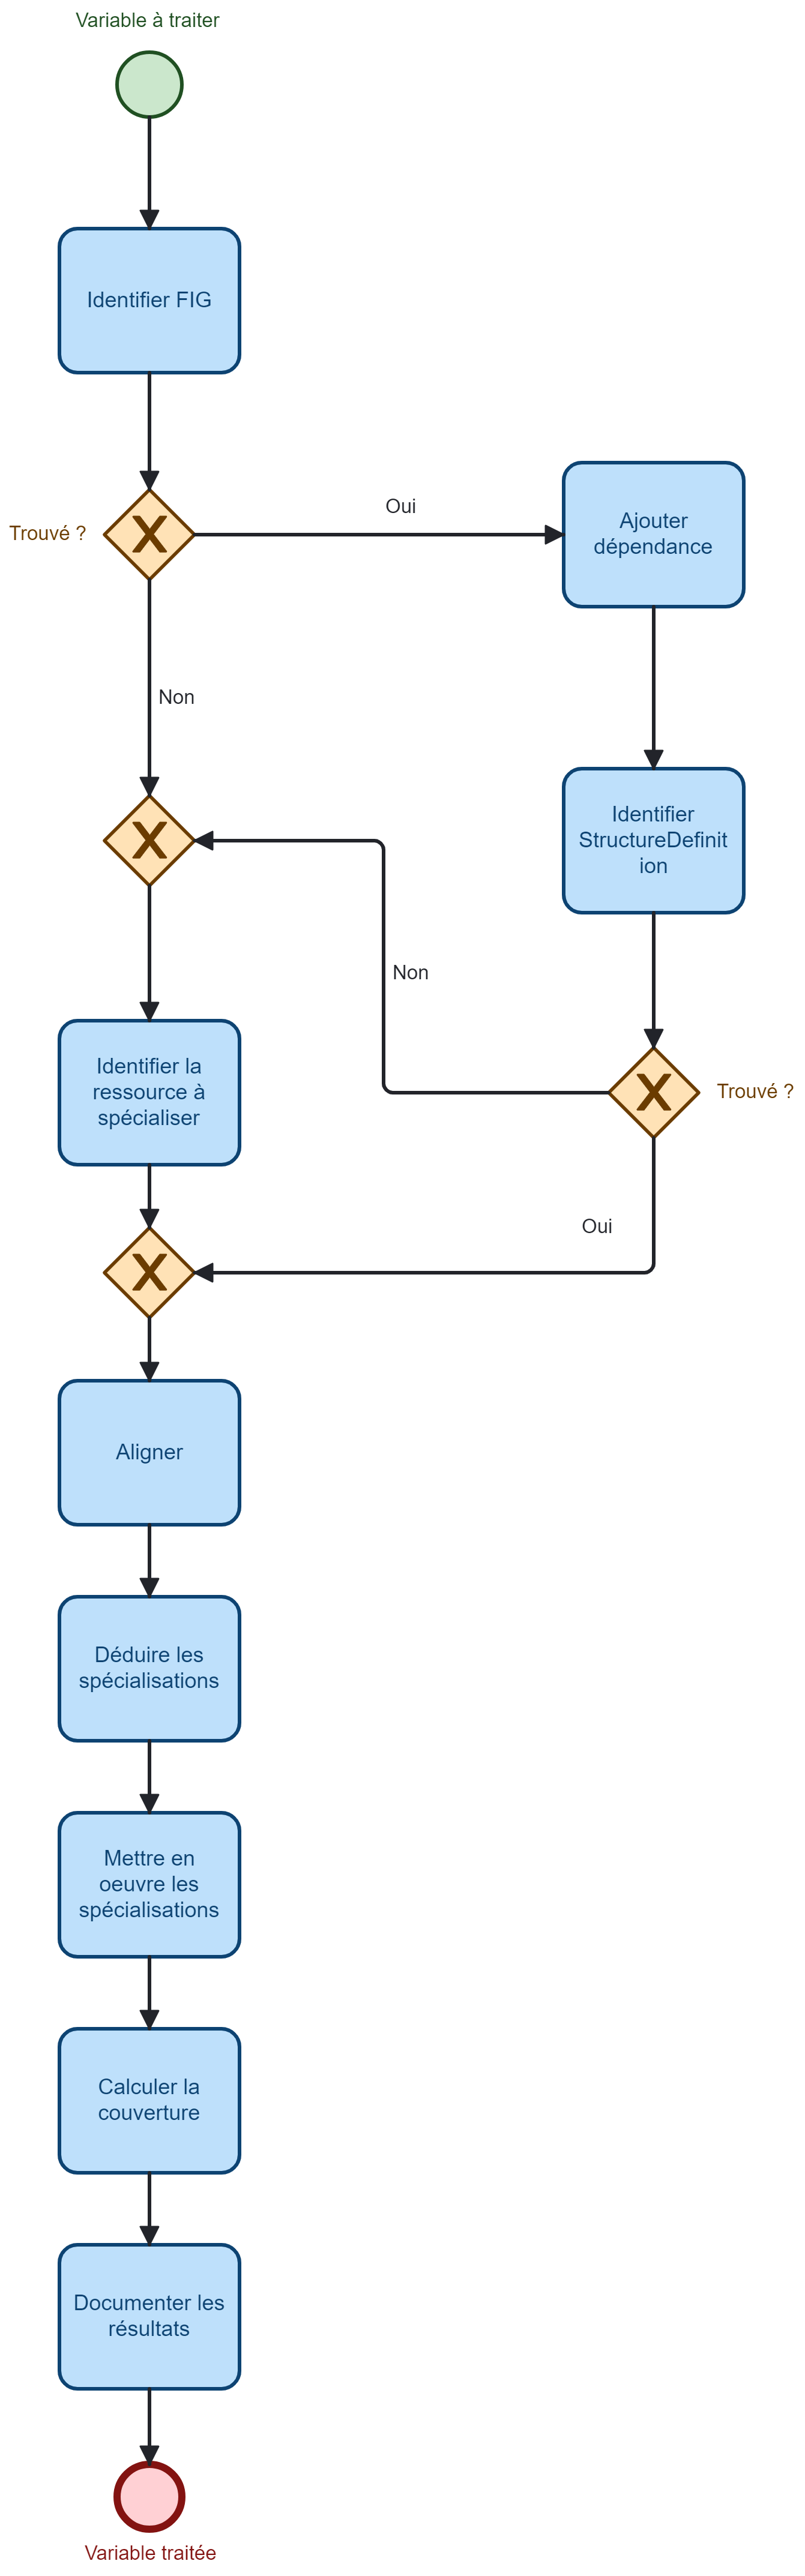 Variable à traiter
Identifier FIG
Trouvé ?
X
Oui
Ajouter
dépendance
Non
X
Identifier
StructureDefinit
ion
Non
Identifier la
ressource à
spécialiser
X
Trouvé ?
Oui
X
Aligner
Déduire les
spécialisations
Mettre en
oeuvre les
spécialisations
Calculer la
couverture
Documenter les
résultats
Variable traitée